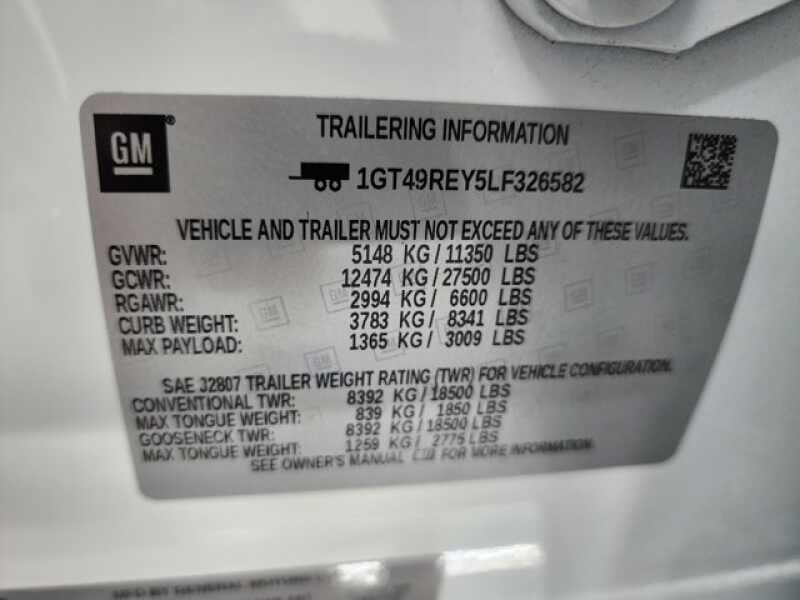 GM®
TRAILERING INFORMATION
1GT49REY5LF326582
VEHICLE AND TRAILER MUST NOT EXCEED ANY OF THESE VALUES.
GVWR: 5148 KG / 11350 LBS
GCWR: 12474 KG / 27500 LBS
RGAWR: 2994 KG / 6600 LBS
CURB WEIGHT: 3783 KG / 8341 LBS
MAX PAYLOAD: 1365 KG / 3009 LBS
SAE J2807 TRAILER WEIGHT RATING (TWR) FOR VEHICLE CONFIGURATION.
CONVENTIONAL TWR: 8392 KG / 18500 LBS
MAX TONGUE WEIGHT: 839 KG / 1850 LBS
GOOSENECK TWR: 8392 KG / 18500 LBS
MAX TONGUE WEIGHT: 1259 KG / 2775 LBS
SEE OWNER'S MANUAL FOR MORE INFORMATION.
MFD BY GENERAL MOTORS